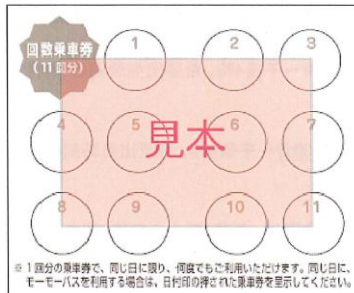 回数乗車券
（11回分）
1 2 3
4 5 6 7
見本
8 9 10 11
※1回分の乗車券で、同じ日に限り、何度でもご利用いただけます。同じ日に、
モーモーバスを利用する場合は、日付印の押された乗車券を呈示してください。